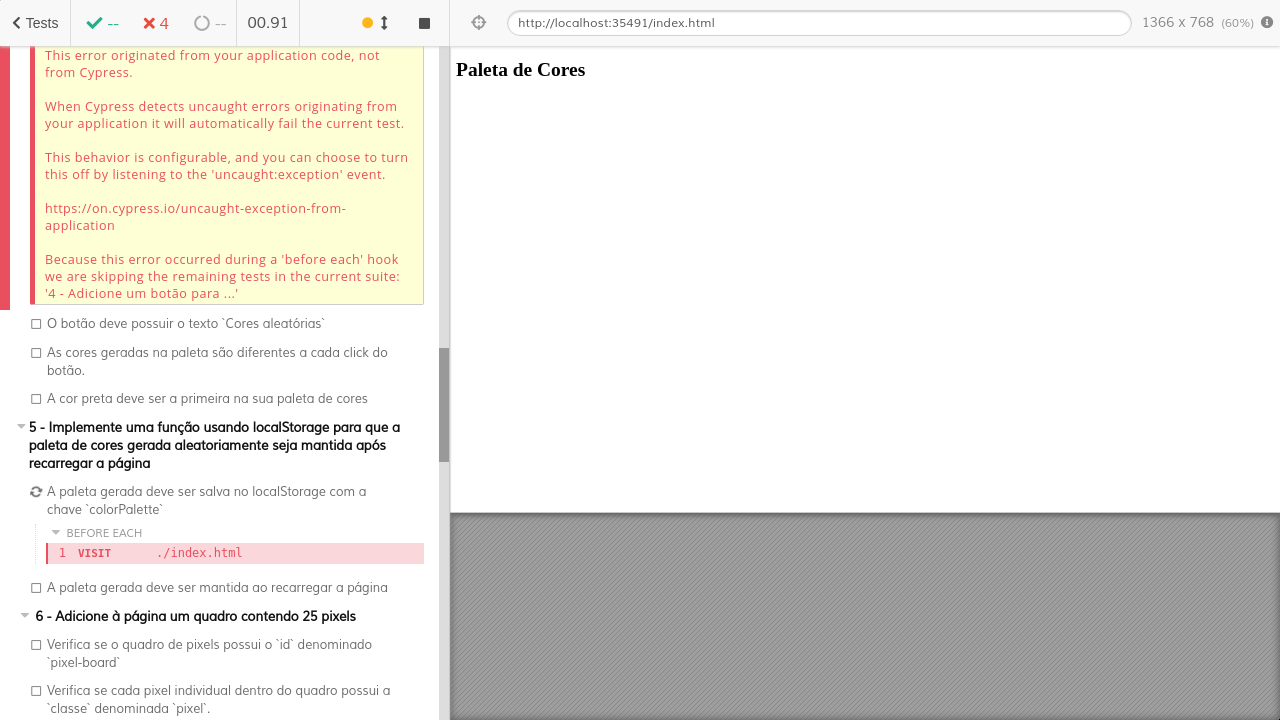 Tests
--
4
--
00.91
http://localhost:35491/index.html
1366 x 768 (60%)
This error originated from your application code, not
from Cypress.
When Cypress detects uncaught errors originating from
your application it will automatically fail the current test.
This behavior is configurable, and you can choose to turn
this off by listening to the 'uncaught:exception' event.
https://on.cypress.io/uncaught-exception-from-
application
Because this error occurred during a 'before each' hook
we are skipping the remaining tests in the current suite:
'4 - Adicione um botão para ...'
O botão deve possuir o texto `Cores aleatórias`
As cores geradas na paleta são diferentes a cada click do
botão.
A cor preta deve ser a primeira na sua paleta de cores
5 - Implemente uma função usando localStorage para que a
paleta de cores gerada aleatoriamente seja mantida após
recarregar a página
A paleta gerada deve ser salva no localStorage com a
chave `colorPalette`
BEFORE EACH
1 VISIT ./index.html
A paleta gerada deve ser mantida ao recarregar a página
6 - Adicione à página um quadro contendo 25 pixels
Verifica se o quadro de pixels possui o `id` denominado
`pixel-board`
Verifica se cada pixel individual dentro do quadro possui a
`classe` denominada `pixel`.
Paleta de Cores